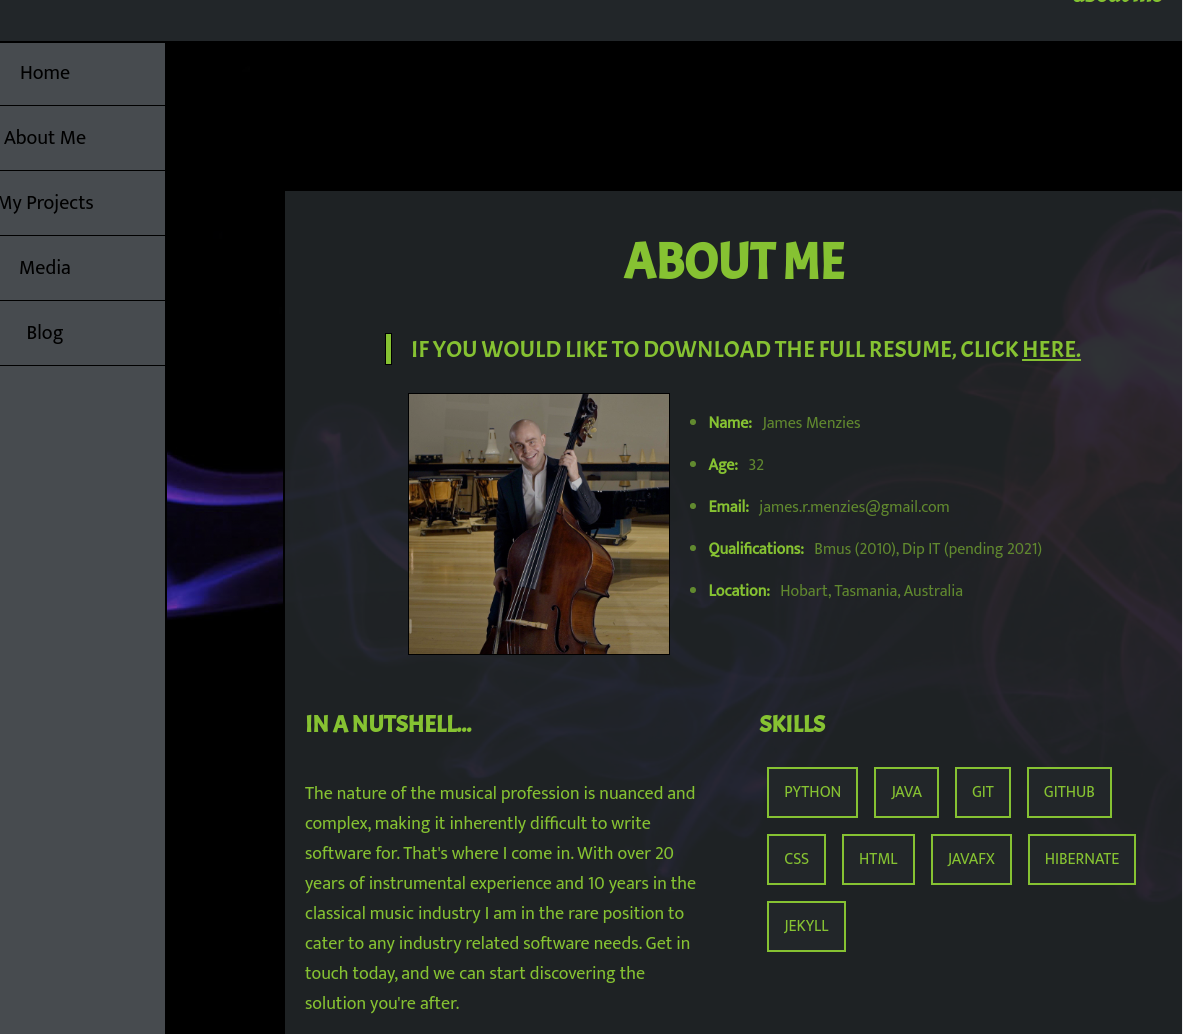 about me
Home
About Me
My Projects
Media
Blog
ABOUT ME
IF YOU WOULD LIKE TO DOWNLOAD THE FULL RESUME, CLICK HERE.
Name: James Menzies
Age: 32
Email: james.r.menzies@gmail.com
Qualifications: Bmus (2010), Dip IT (pending 2021)
Location: Hobart, Tasmania, Australia
IN A NUTSHELL...
The nature of the musical profession is nuanced and
complex, making it inherently difficult to write
software for. That's where I come in. With over 20
years of instrumental experience and 10 years in the
classical music industry I am in the rare position to
cater to any industry related software needs. Get in
touch today, and we can start discovering the
solution you're after.
SKILLS
PYTHON JAVA GIT GITHUB
CSS HTML JAVAFX HIBERNATE
JEKYLL